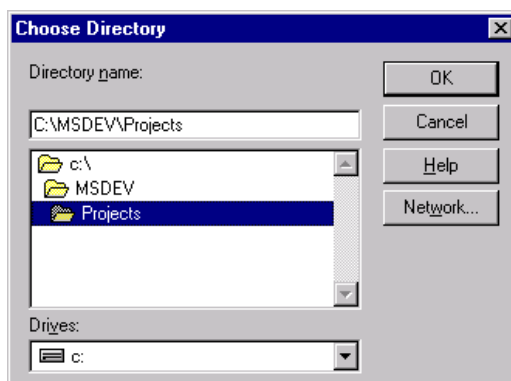 Choose Directory
Directory name:
C:\MSDEV\Projects
c:\
MSDEV
Projects
Drives:
c:
OK
Cancel
Help
Network...